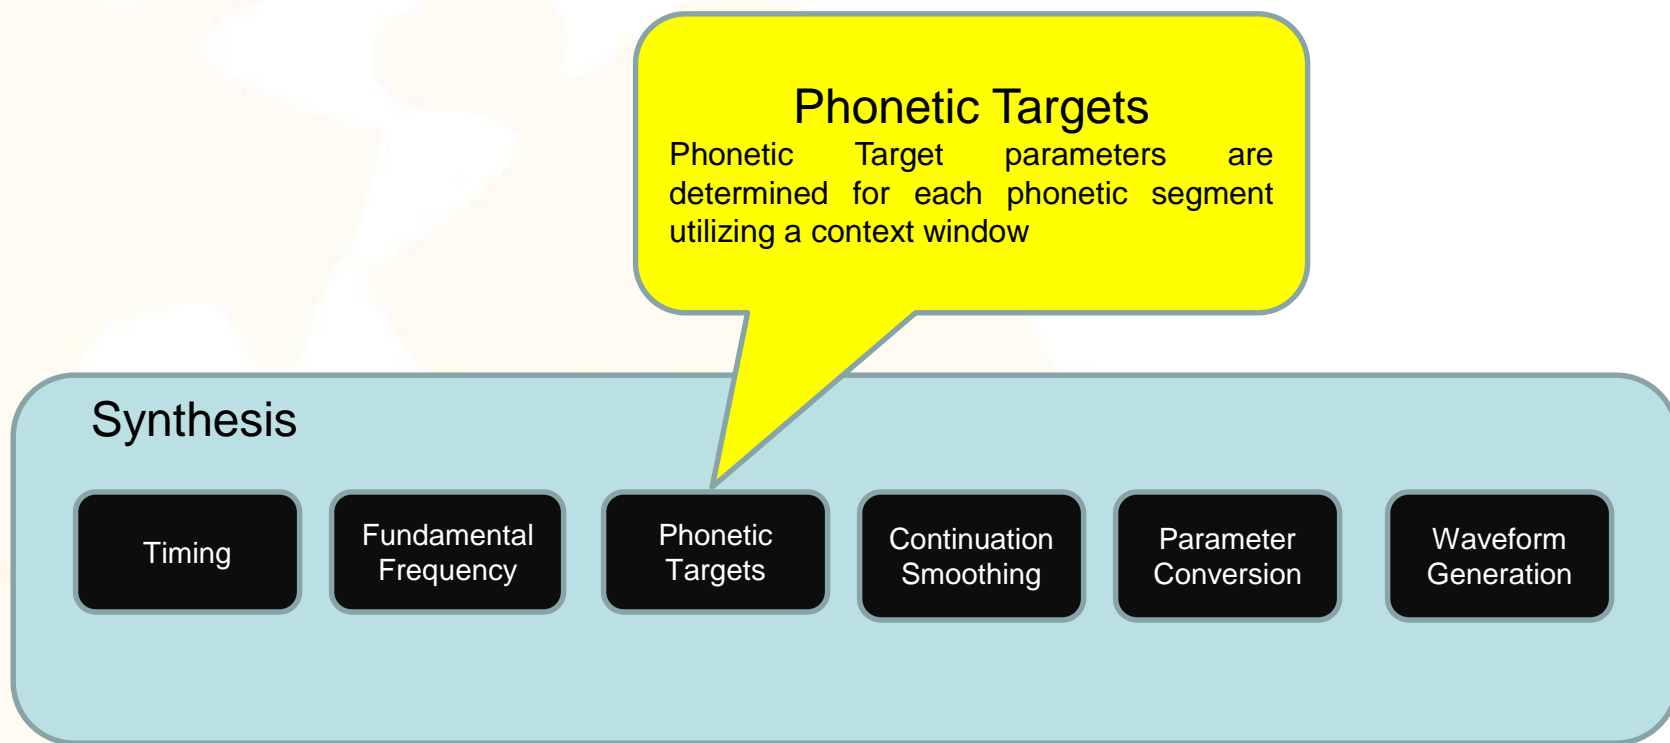 Phonetic Targets
Phonetic Target parameters are
determined for each phonetic segment
utilizing a context window
Synthesis
Timing
Fundamental
Frequency
Phonetic
Targets
Continuation
Smoothing
Parameter
Conversion
Waveform
Generation